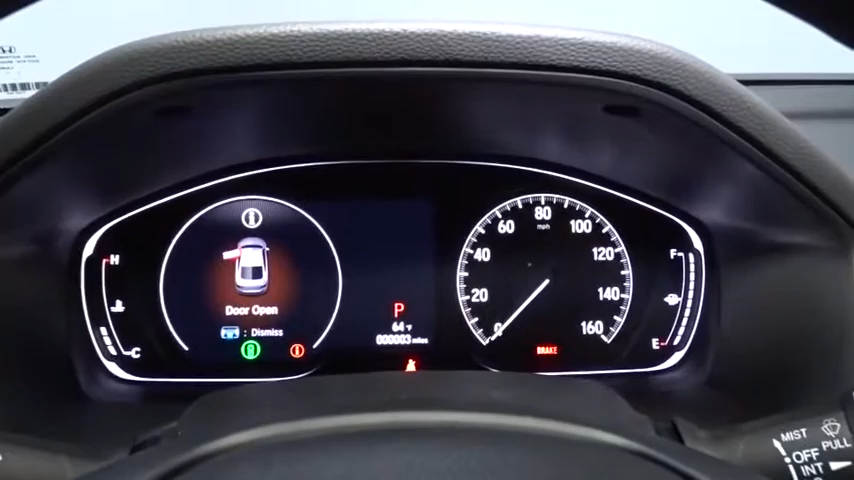 H
C
Door Open
: Dismiss
P
64 °F
000003 miles
0
20
40
60
80
100
120
140
160
mph
BRAKE
F
E
MIST
OFF
INT
PULL